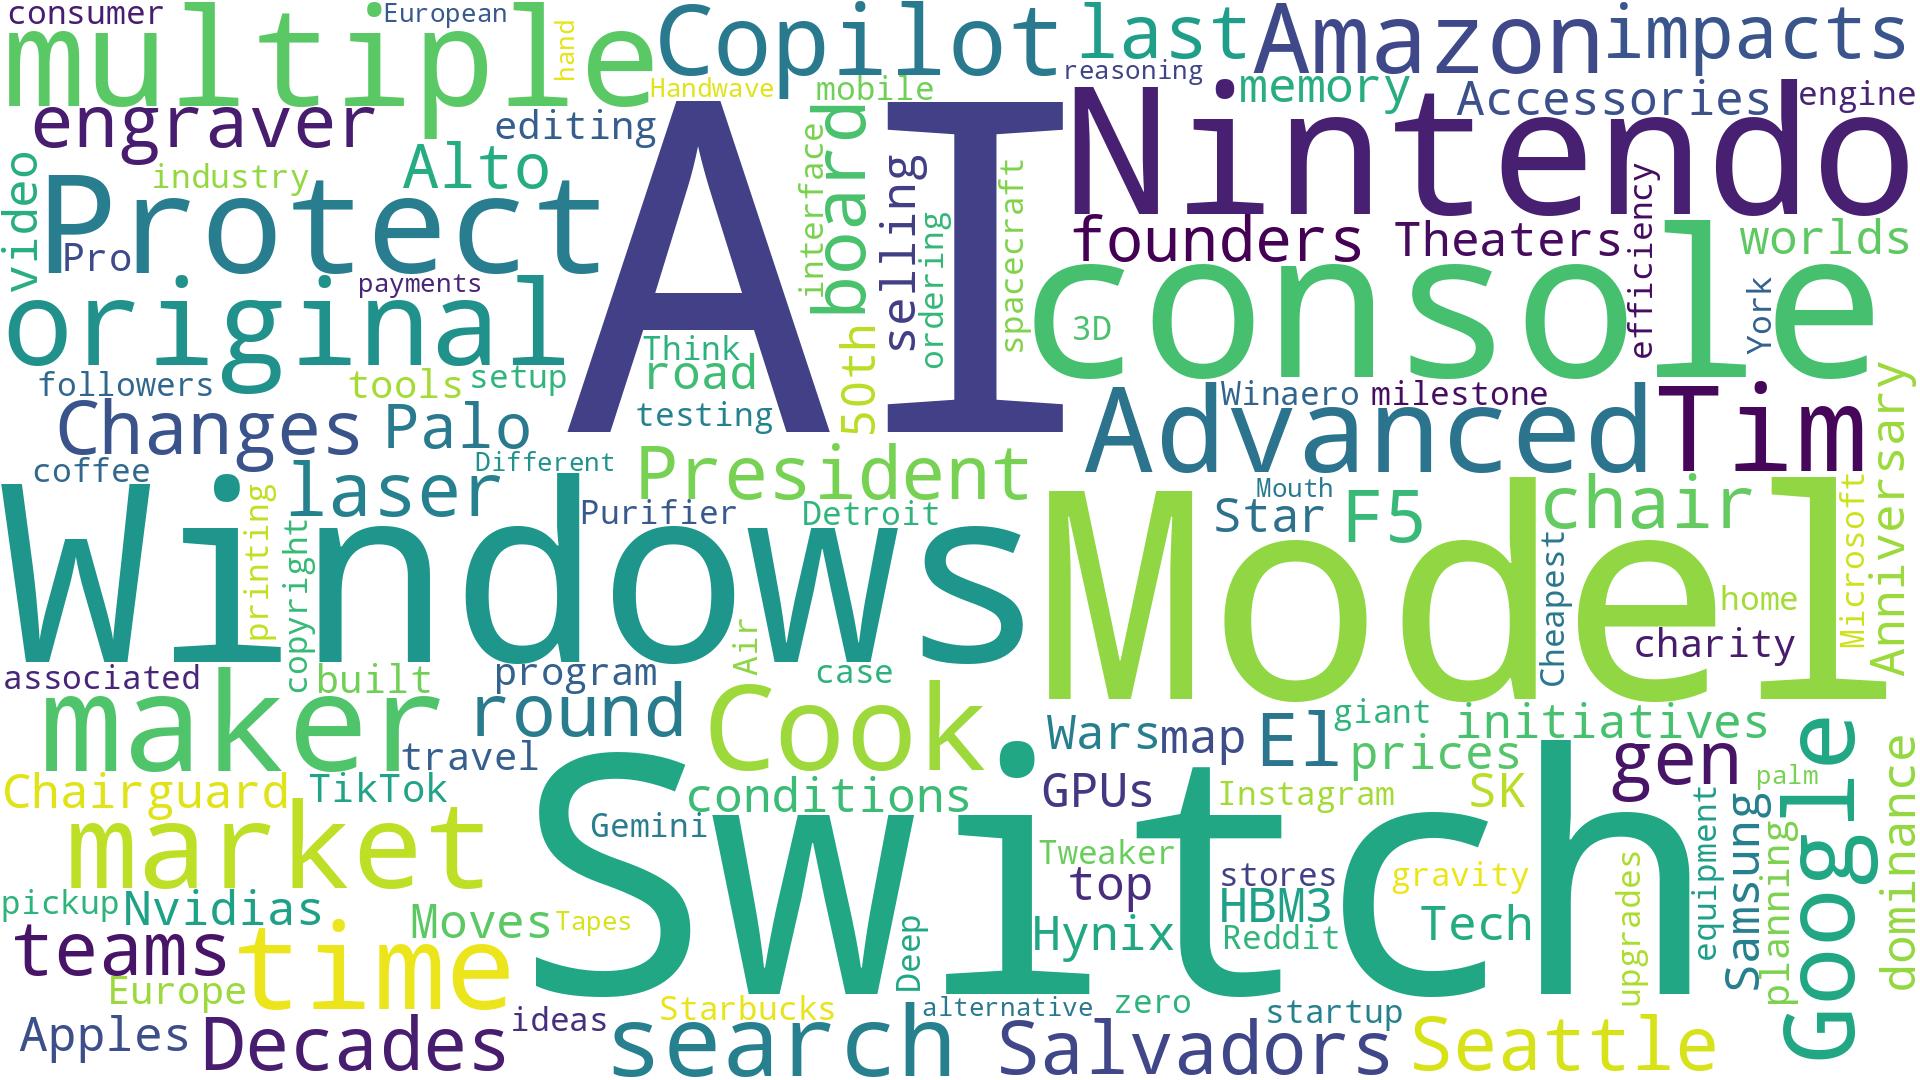 consumer
European
multiple
hand
Copilot
last
Amazon
impacts
Handwave
mobile
reasoning
memory
Accessories
engine
engraver
editing
AI
board
Nintendo
industry
Alto
interface
selling
video
Protect
Pro
ordering
spacecraft
founders
Theaters
efficiency
worlds
payments
original
console
3D
York
Think
road
50th
followers
tools
setup
testing
Advanced
Winaero
milestone
Tim
Anniversary
Changes
Palo
coffee
Different
President
laser
Purifier
Detroit
Mouth
Star
F5
chair
Microsoft
Windows
printing
copyright
Model
Cheapest
home
charity
Air
associated
built
program
case
maker
round
Cook
travel
Wars
map
El
giant
initiatives
prices
gen
Google
palm
dominance
Chairguard
TikTok
conditions
GPUs
Instagram
SK
Gemini
market
Switch
Tweaker
top
stores
gravity
upgrades
equipment
Samsung
planning
pickup
Nvidias
Moves
Tapes
Deep
Hynix
HBM3
Reddit
Tech
teams
time
Europe
Starbucks
alternative
zero
startup
Apples
Decades
ideas
search
Salvadors
Seattle